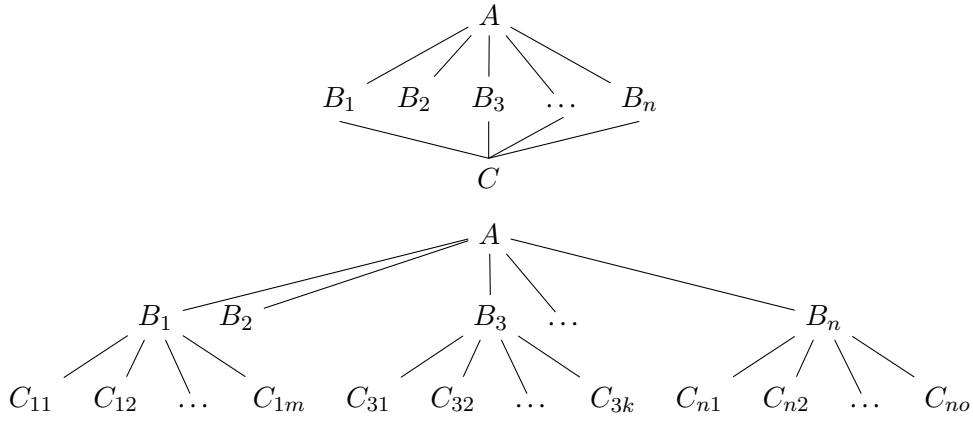 A
B₁ B₂ B₃ … Bₙ
C
A
B₁ B₂ B₃ … Bₙ
C₁₁ C₁₂ … C₁ₘ C₃₁ C₃₂ … C₃ₖ Cₙ₁ Cₙ₂ … Cₙₒ